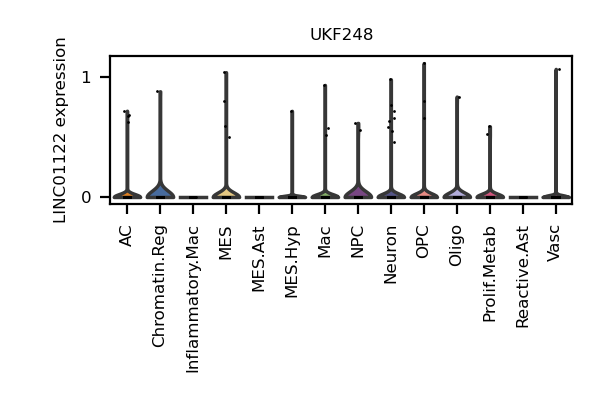 UKF248
LINC01122 expression
1
0
AC
Chromatin.Reg
Inflammatory.Mac
MES
MES.Ast
MES.Hyp
Mac
NPC
Neuron
OPC
Oligo
Prolif.Metab
Reactive.Ast
Vasc